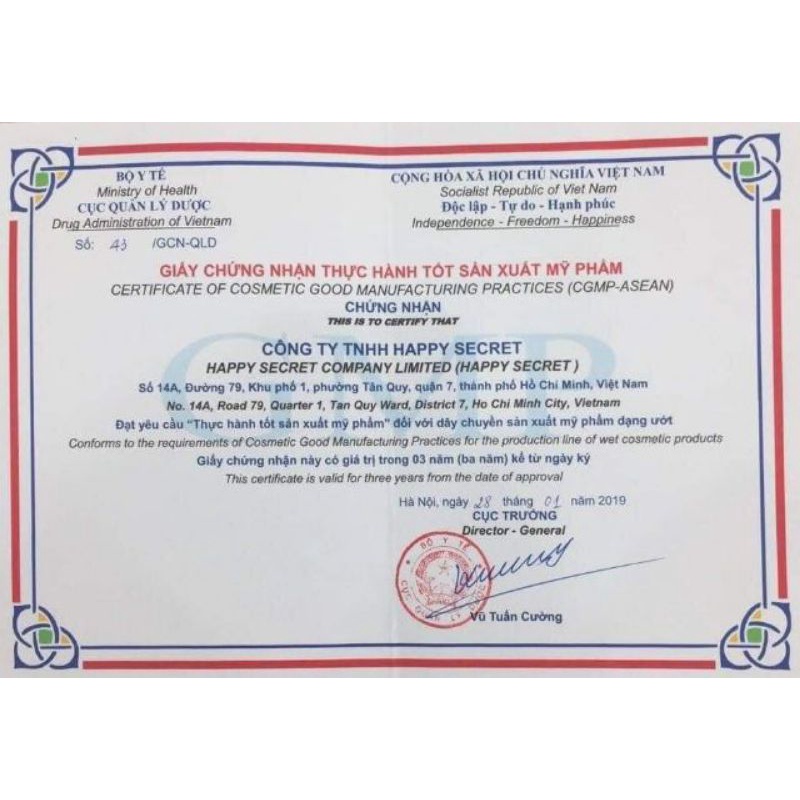 BỘ Y TẾ
Ministry of Health
CỤC QUẢN LÝ DƯỢC
Drug Administration of Vietnam
Số: 43 /GCN-QLD
CỘNG HÒA XÃ HỘI CHỦ NGHĨA VIỆT NAM
Socialist Republic of Viet Nam
Độc lập - Tự do - Hạnh phúc
Independence - Freedom - Happiness
GIẤY CHỨNG NHẬN THỰC HÀNH TỐT SẢN XUẤT MỸ PHẨM
CERTIFICATE OF COSMETIC GOOD MANUFACTURING PRACTICES (CGMP-ASEAN)
CHỨNG NHẬN
THIS IS TO CERTIFY THAT
GMP
CÔNG TY TNHH HAPPY SECRET
HAPPY SECRET COMPANY LIMITED (HAPPY SECRET )
Số 14A, Đường 79, Khu phố 1, phường Tân Quy, quận 7, thành phố Hồ Chí Minh, Việt Nam
No. 14A, Road 79, Quarter 1, Tan Quy Ward, District 7, Ho Chi Minh City, Vietnam
Đạt yêu cầu “Thực hành tốt sản xuất mỹ phẩm” đối với dây chuyền sản xuất mỹ phẩm dạng ướt
Conforms to the requirements of Cosmetic Good Manufacturing Practices for the production line of wet cosmetic products
Giấy chứng nhận này có giá trị trong 03 năm (ba năm) kể từ ngày ký
This certificate is valid for three years from the date of approval
Hà Nội, ngày 28 tháng 01 năm 2019
CỤC TRƯỞNG
Director - General
BỘ Y TẾ
CỤC QUẢN LÝ DƯỢC
Vũ Tuấn Cường